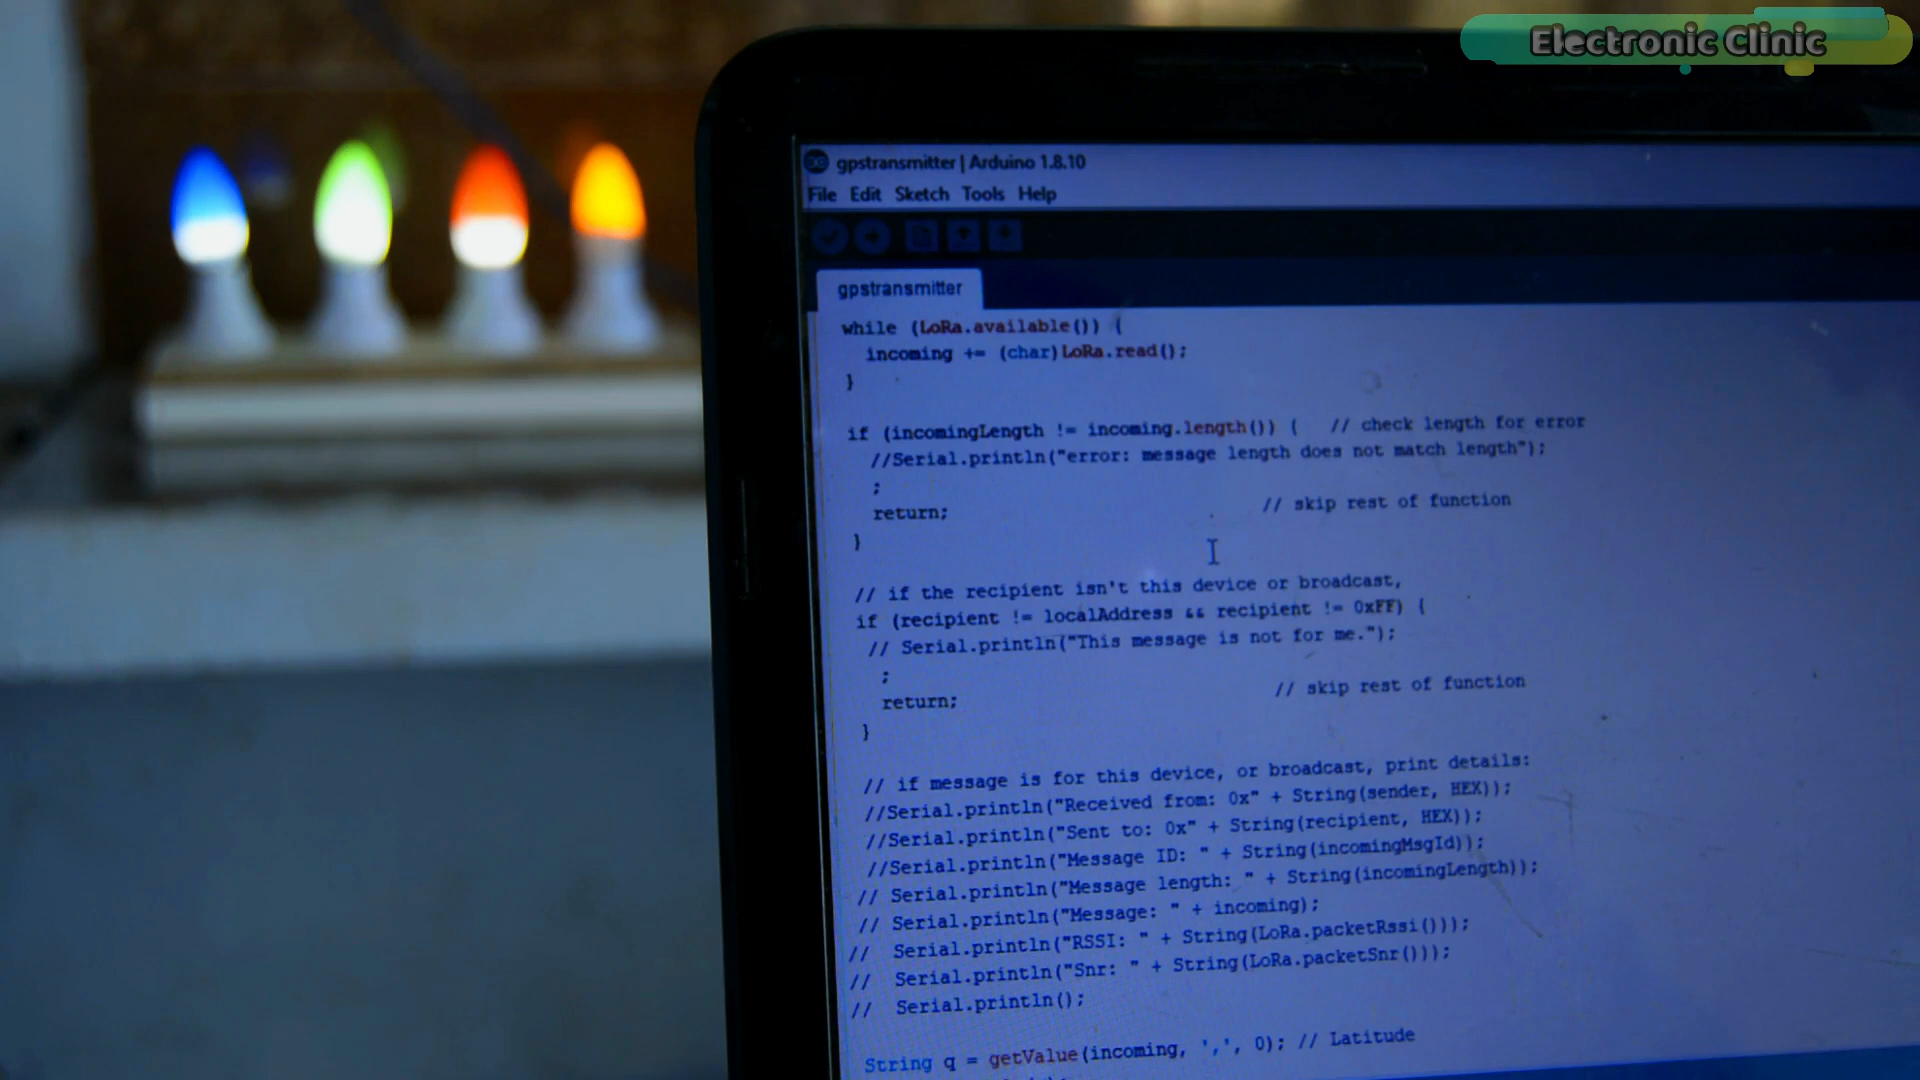 Electronic Clinic
gpstransmitter | Arduino 1.8.10
File Edit Sketch Tools Help
gpstransmitter
while (LoRa.available()) {
incoming += (char)LoRa.read();
}
if (incomingLength != incoming.length()) { // check length for error
//Serial.println("error: message length does not match length");
;
return; // skip rest of function
}
// if the recipient isn't this device or broadcast,
if (recipient != localAddress && recipient != 0xFF) {
// Serial.println("This message is not for me.");
;
return; // skip rest of function
}
// if message is for this device, or broadcast, print details:
//Serial.println("Received from: 0x" + String(sender, HEX));
//Serial.println("Sent to: 0x" + String(recipient, HEX));
//Serial.println("Message ID: " + String(incomingMsgId));
// Serial.println("Message length: " + String(incomingLength));
// Serial.println("Message: " + incoming);
// Serial.println("RSSI: " + String(LoRa.packetRssi()));
// Serial.println("Snr: " + String(LoRa.packetSnr()));
// Serial.println();
String q = getValue(incoming, ',', 0); // Latitude